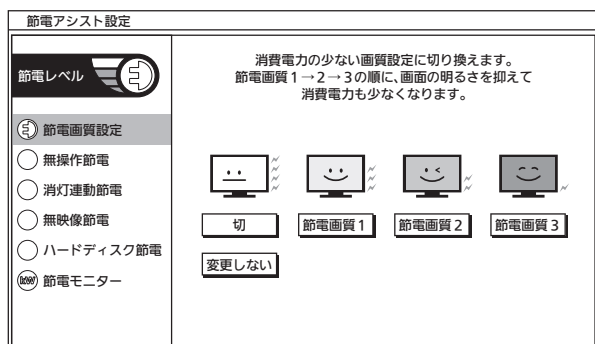 節電アシスト設定
節電レベル
節電画質設定
無操作節電
消灯連動節電
無映像節電
ハードディスク節電
節電モニター
消費電力の少ない画質設定に切り換えます。
節電画質1→2→3の順に、画面の明るさを抑えて
消費電力も少なくなります。
切
節電画質1
節電画質2
節電画質3
変更しない